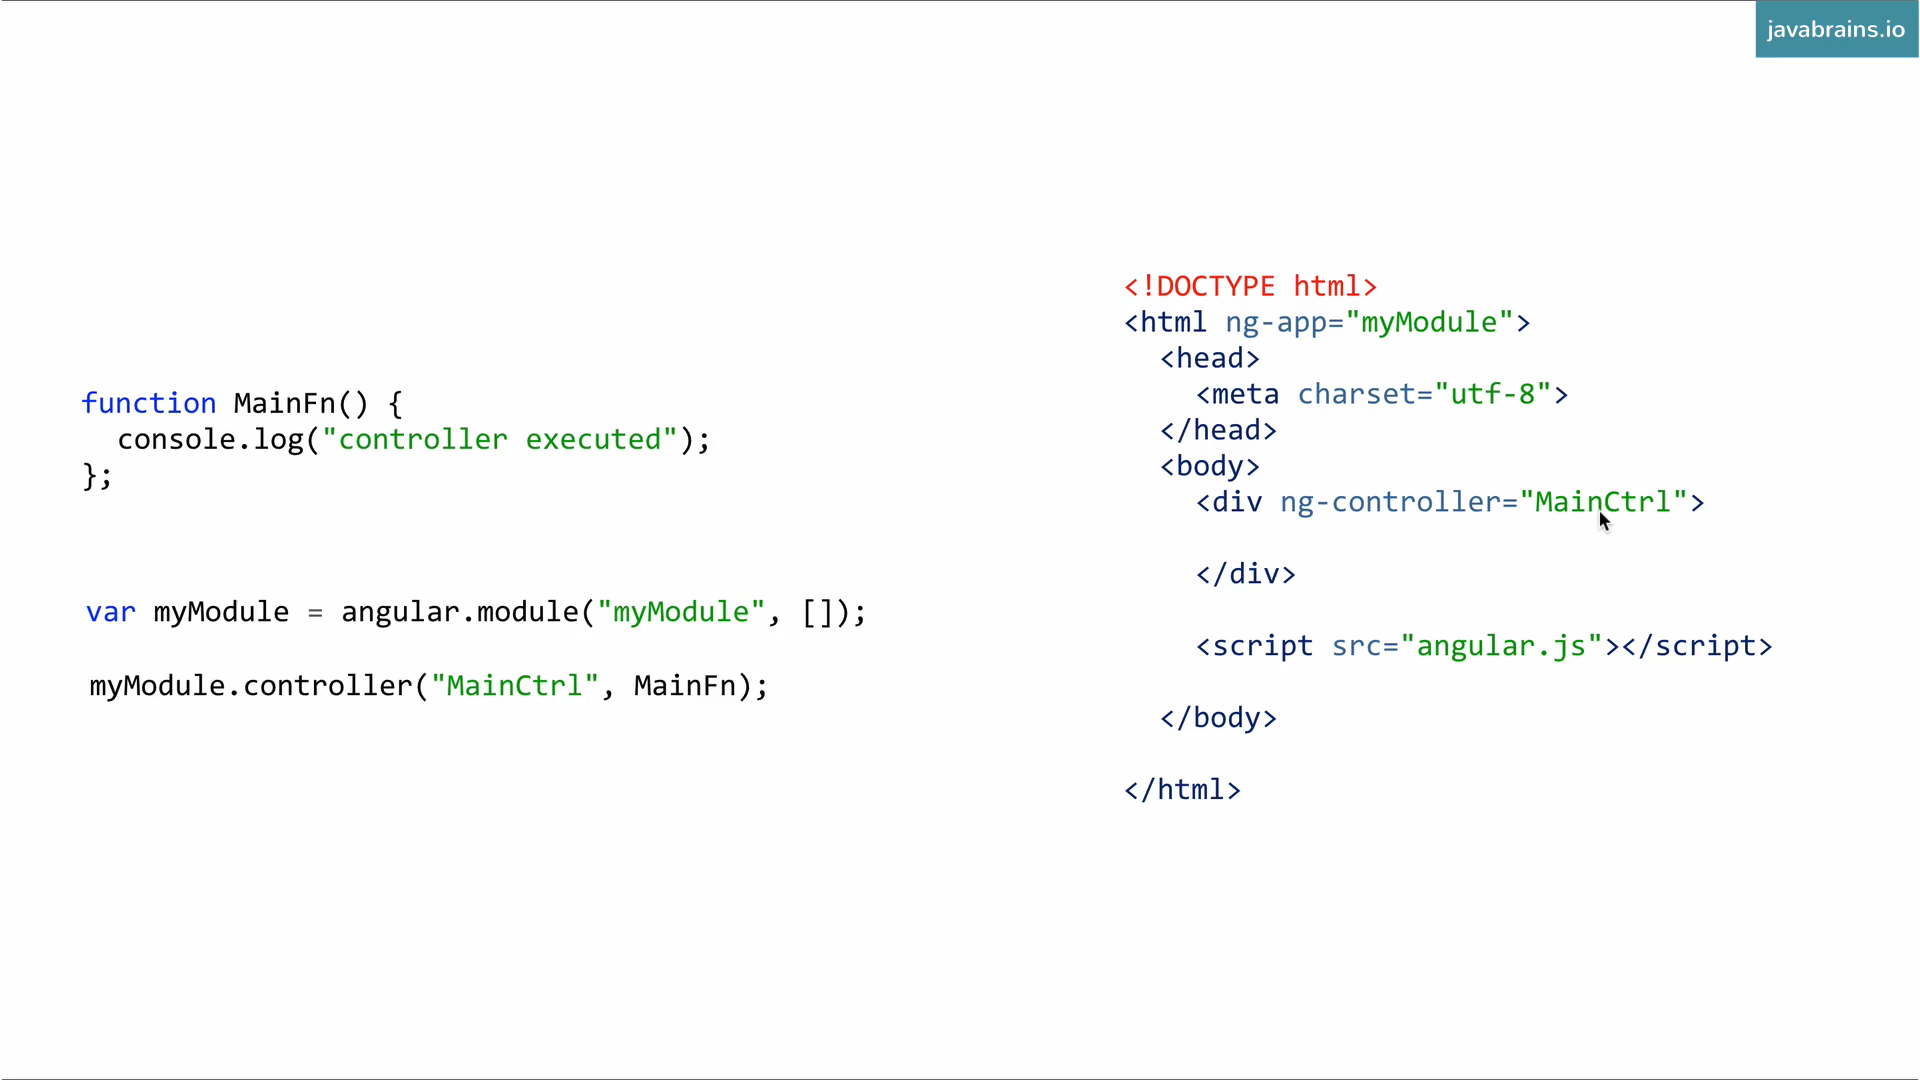 javabrains.io
function MainFn() {
  console.log("controller executed");
};
var myModule = angular.module("myModule", []);
myModule.controller("MainCtrl", MainFn);
<!DOCTYPE html>
<html ng-app="myModule">
  <head>
    <meta charset="utf-8">
  </head>
  <body>
    <div ng-controller="MainCtrl">
    </div>
    <script src="angular.js"></script>
  </body>
</html>